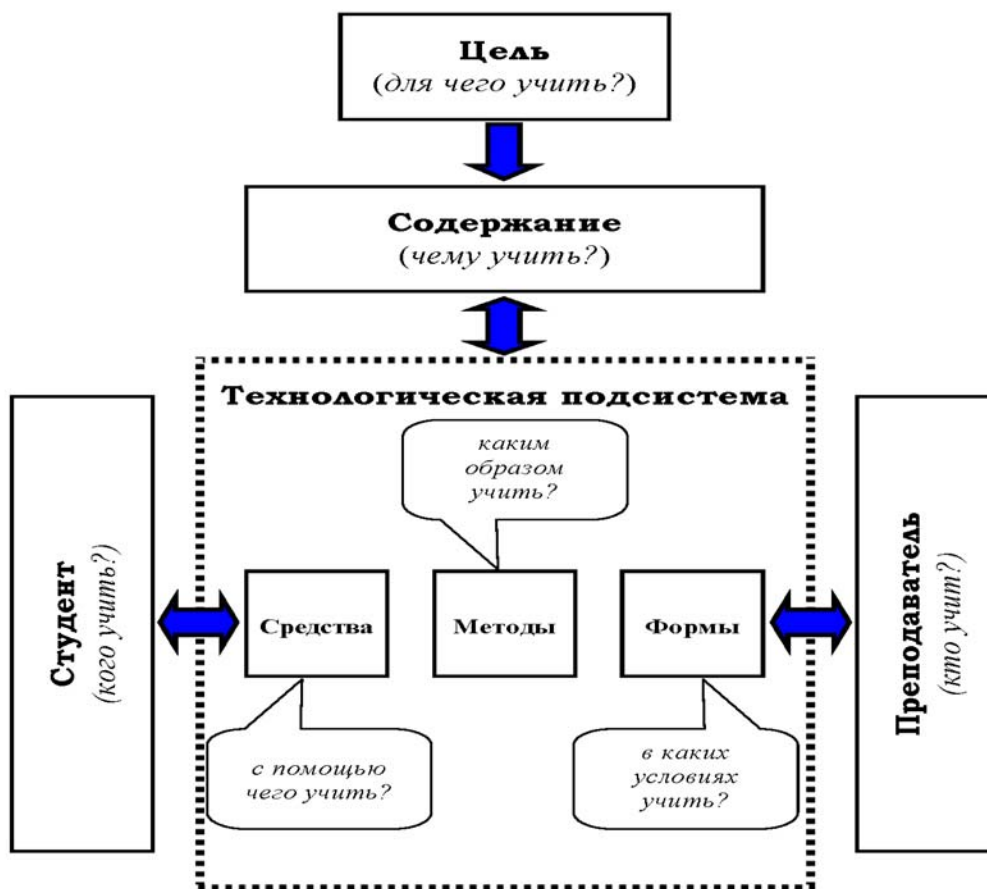 Цель
(для чего учить?)
Содержание
(чему учить?)
Технологическая подсистема
каким
образом
учить?
Студент
(кого учить?)
Средства
Методы
Формы
Преподаватель
(кто учит?)
с помощью
чего учить?
в каких
условиях
учить?